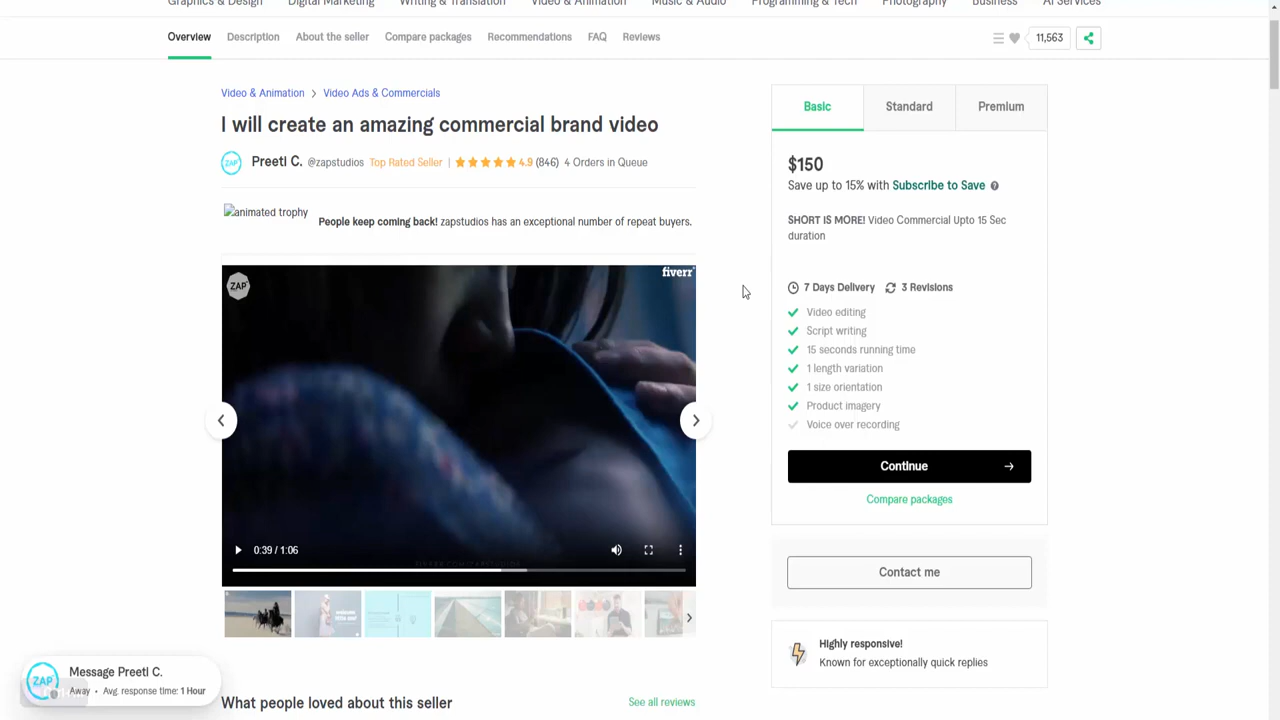 Graphics & Design Digital Marketing Writing & Translation Video & Animation Music & Audio Programming & Tech Photography Business AI Services
Overview Description About the seller Compare packages Recommendations FAQ Reviews 11,563
Video & Animation > Video Ads & Commercials
I will create an amazing commercial brand video
ZAP Preeti C. @zapstudios Top Rated Seller | 4.9 (846) 4 Orders in Queue
animated trophy
People keep coming back! zapstudios has an exceptional number of repeat buyers.
ZAP
fiverr
0:39 / 1:06
Basic Standard Premium
$150
Save up to 15% with Subscribe to Save
SHORT IS MORE! Video Commercial Upto 15 Sec
duration
7 Days Delivery 3 Revisions
Video editing
Script writing
15 seconds running time
1 length variation
1 size orientation
Product imagery
Voice over recording
Continue
Compare packages
Contact me
Highly responsive!
Known for exceptionally quick replies
ZAP
Message Preeti C.
Away • Avg. response time: 1 Hour
What people loved about this seller
See all reviews